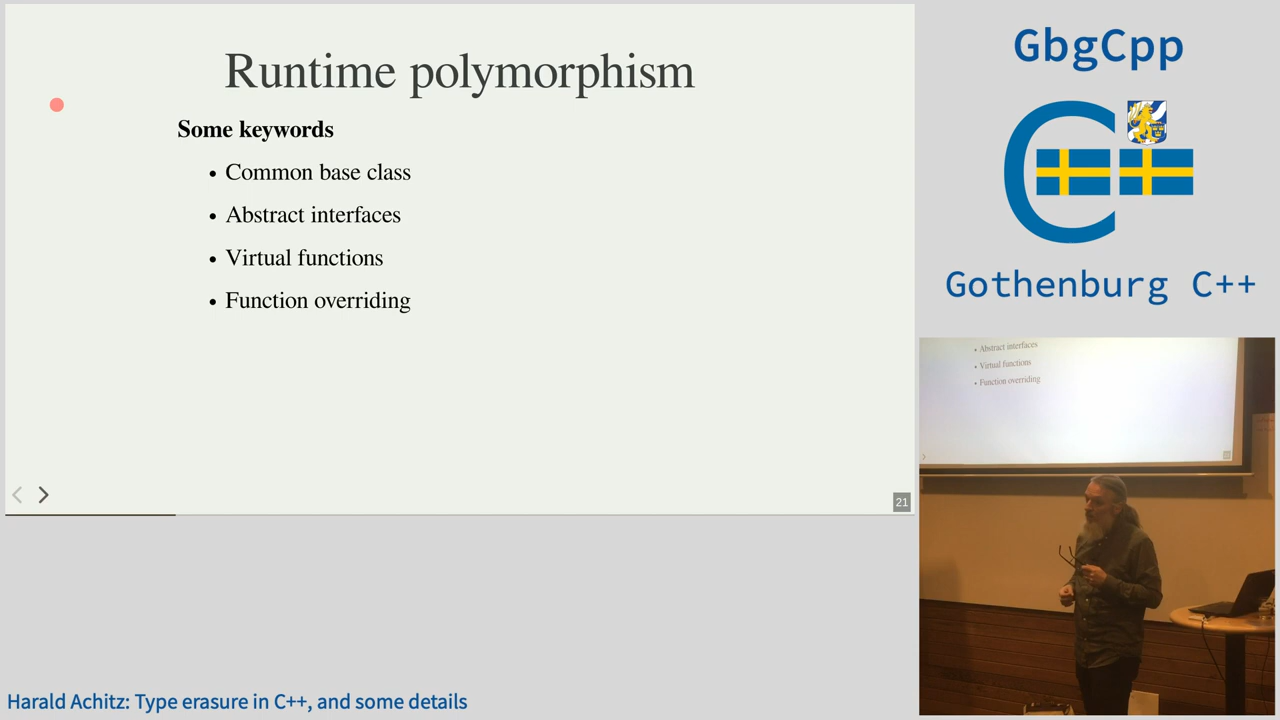 Runtime polymorphism
Some keywords
• Common base class
• Abstract interfaces
• Virtual functions
• Function overriding
21
GbgCpp
C
Gothenburg C++
• Abstract interfaces
• Virtual functions
• Function overriding
Harald Achitz: Type erasure in C++, and some details